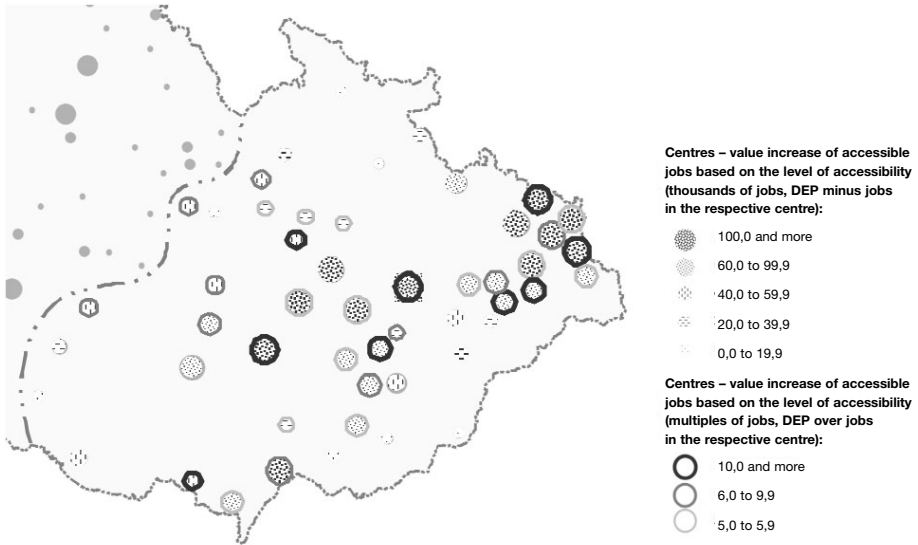 Centres – value increase of accessible
jobs based on the level of accessibility
(thousands of jobs, DEP minus jobs
in the respective centre):
100,0 and more
60,0 to 99,9
40,0 to 59,9
20,0 to 39,9
0,0 to 19,9
Centres – value increase of accessible
jobs based on the level of accessibility
(multiples of jobs, DEP over jobs
in the respective centre):
10,0 and more
6,0 to 9,9
5,0 to 5,9